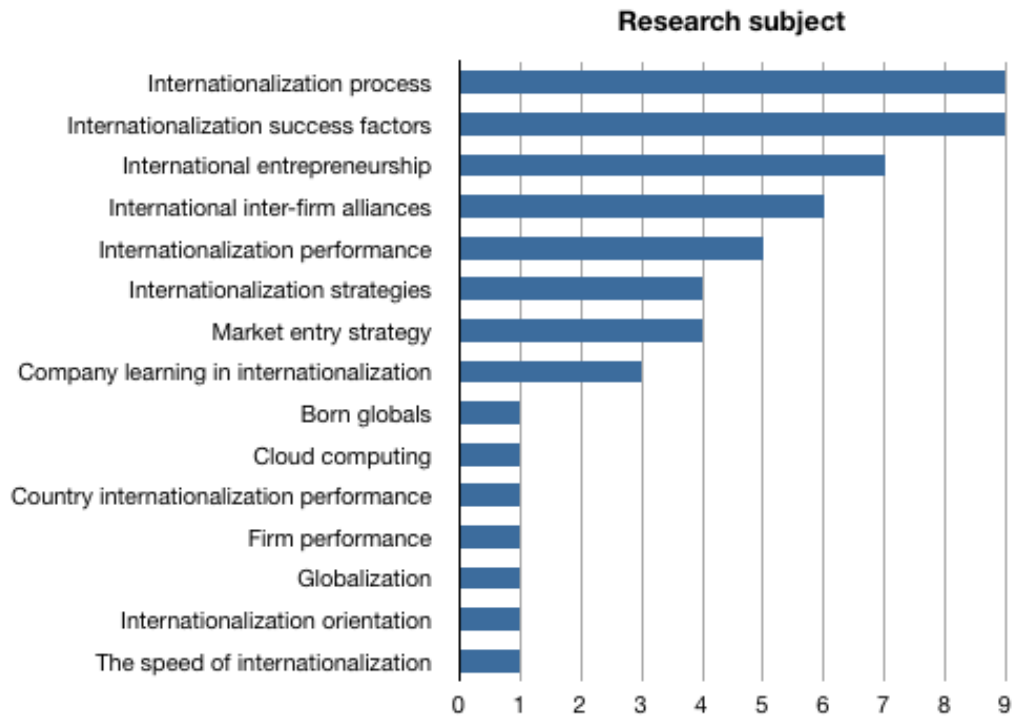 Research subject
Internationalization process
Internationalization success factors
International entrepreneurship
International inter-firm alliances
Internationalization performance
Internationalization strategies
Market entry strategy
Company learning in internationalization
Born globals
Cloud computing
Country internationalization performance
Firm performance
Globalization
Internationalization orientation
The speed of internationalization
0 1 2 3 4 5 6 7 8 9